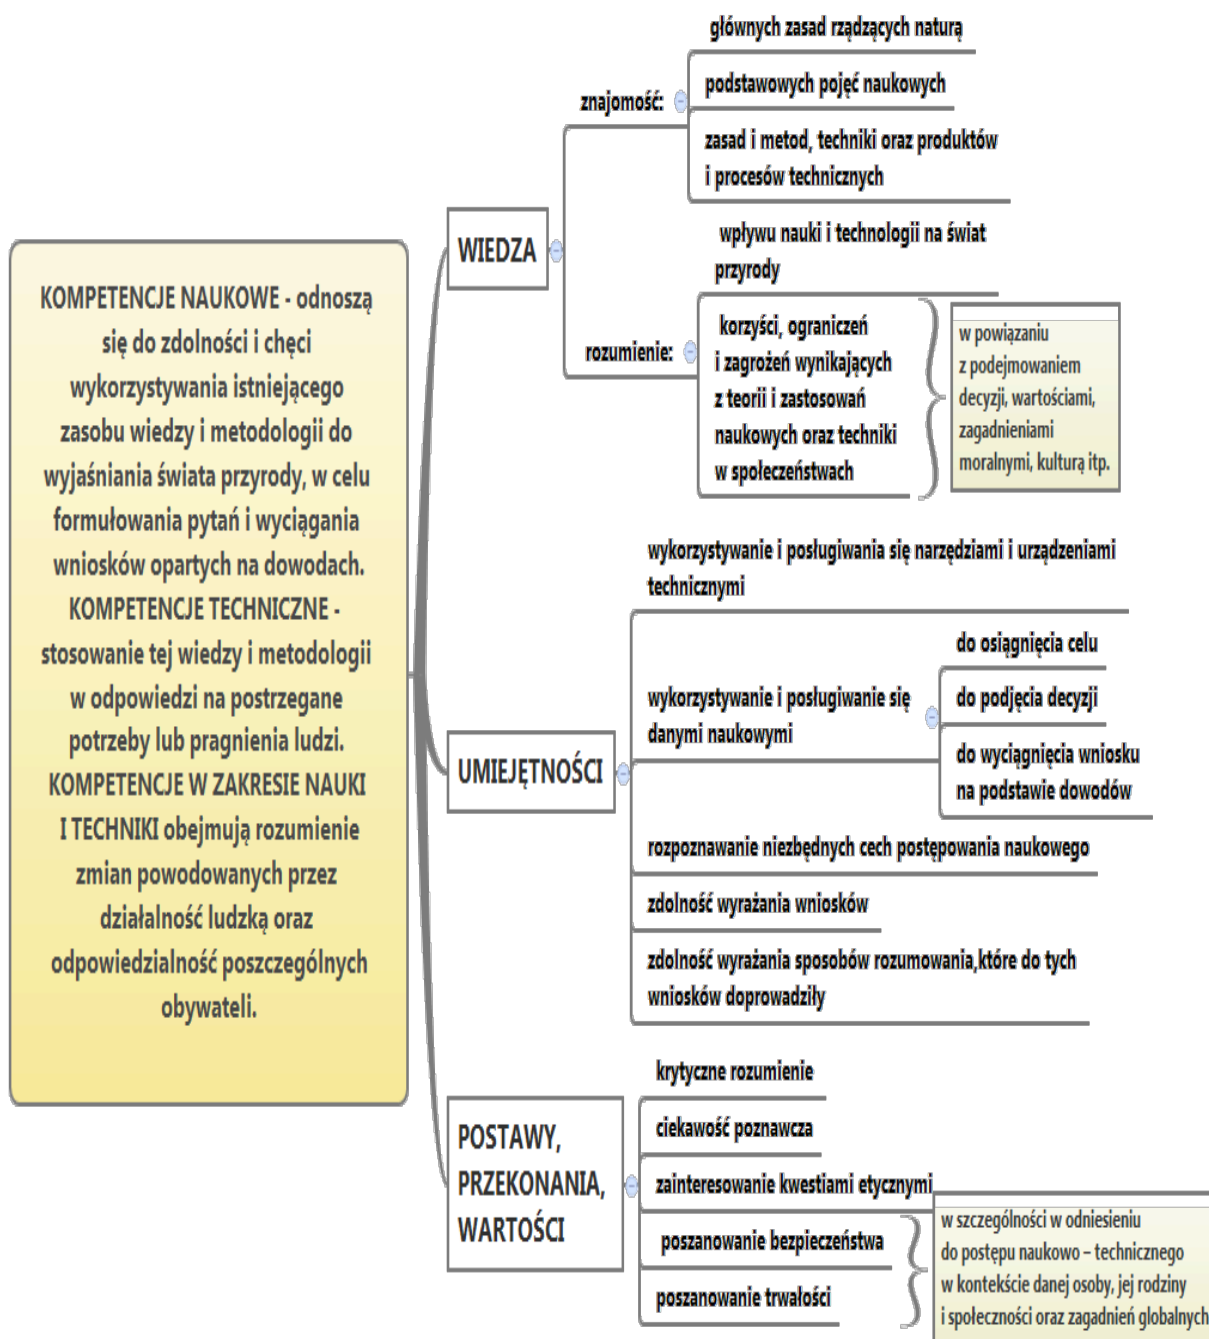 KOMPETENCJE NAUKOWE - odnoszą
się do zdolności i chęci
wykorzystywania istniejącego
zasobu wiedzy i metodologii do
wyjaśniania świata przyrody, w celu
formułowania pytań i wyciągania
wniosków opartych na dowodach.
KOMPETENCJE TECHNICZNE -
stosowanie tej wiedzy i metodologii
w odpowiedzi na postrzegane
potrzeby lub pragnienia ludzi.
KOMPETENCJE W ZAKRESIE NAUKI
I TECHNIKI obejmują rozumienie
zmian powodowanych przez
działalność ludzką oraz
odpowiedzialność poszczególnych
obywateli.
WIEDZA
znajomość:
głównych zasad rządzących naturą
podstawowych pojęć naukowych
zasad i metod, techniki oraz produktów
i procesów technicznych
rozumienie:
wpływu nauki i technologii na świat
przyrody
korzyści, ograniczeń
i zagrożeń wynikających
z teorii i zastosowań
naukowych oraz techniki
w społeczeństwach
w powiązaniu
z podejmowaniem
decyzji, wartościami,
zagadnieniami
moralnymi, kulturą itp.
UMIEJĘTNOŚCI
wykorzystywanie i posługiwania się narzędziami i urządzeniami
technicznymi
wykorzystywanie i posługiwanie się
danymi naukowymi
do osiągnięcia celu
do podjęcia decyzji
do wyciągnięcia wniosku
na podstawie dowodów
rozpoznawanie niezbędnych cech postępowania naukowego
zdolność wyrażania wniosków
zdolność wyrażania sposobów rozumowania,które do tych
wniosków doprowadziły
POSTAWY,
PRZEKONANIA,
WARTOŚCI
krytyczne rozumienie
ciekawość poznawcza
zainteresowanie kwestiami etycznymi
poszanowanie bezpieczeństwa
poszanowanie trwałości
w szczególności w odniesieniu
do postępu naukowo – technicznego
w kontekście danej osoby, jej rodziny
i społeczności oraz zagadnień globalnych